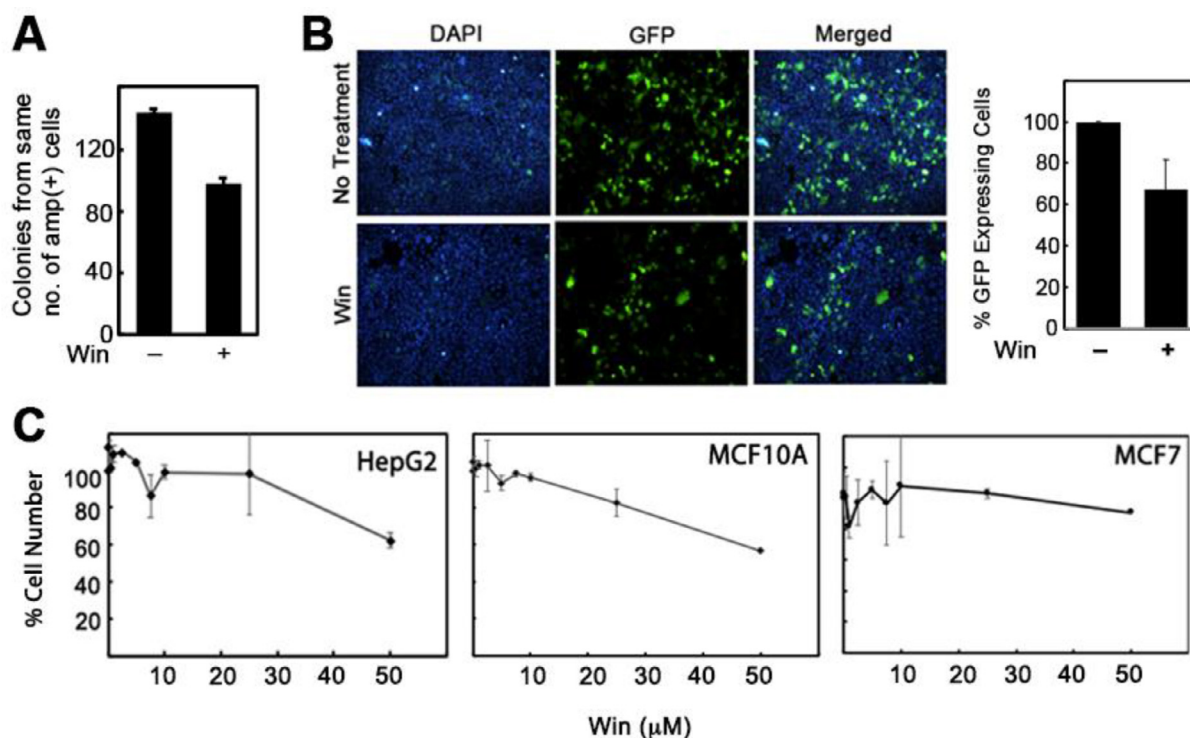 A
Colonies from same
no. of amp(+) cells
120
80
40
0
Win
–
+
B
DAPI
GFP
Merged
No Treatment
Win
% GFP Expressing Cells
100
80
60
40
20
0
Win
–
+
C
% Cell Number
100
80
60
40
20
HepG2
10
20
30
40
50
MCF10A
10
20
30
40
50
MCF7
10
20
30
40
50
Win (μM)